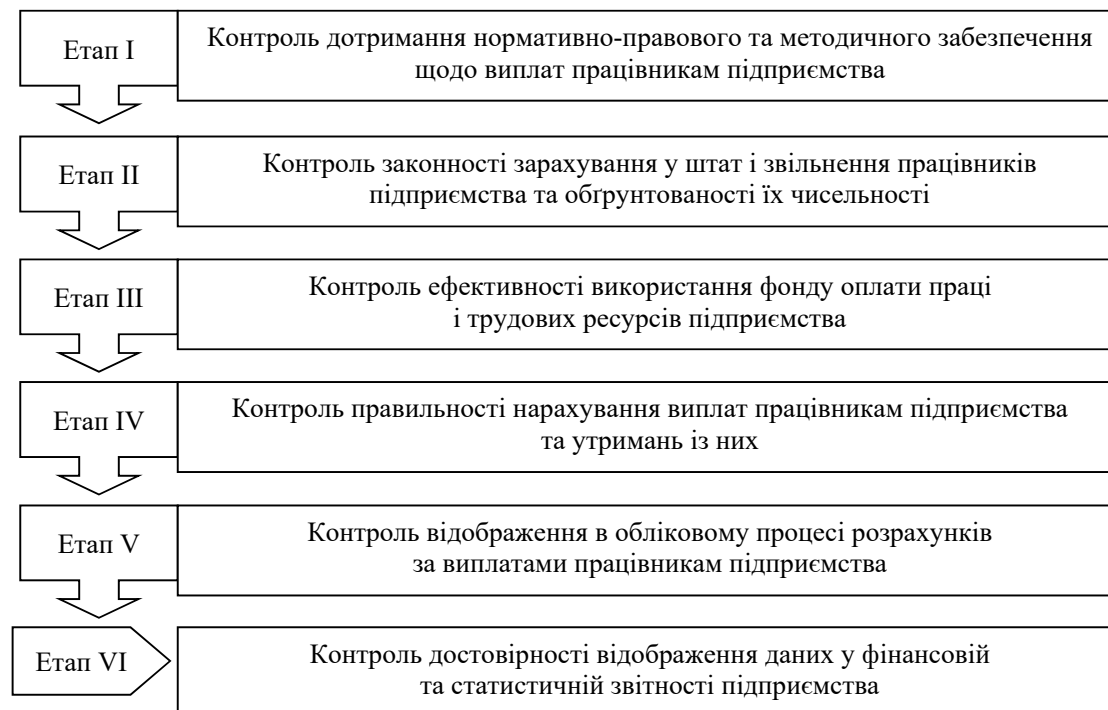 Етап І
Контроль дотримання нормативно-правового та методичного забезпечення
щодо виплат працівникам підприємства
Етап ІІ
Контроль законності зарахування у штат і звільнення працівників
підприємства та обґрунтованості їх чисельності
Етап ІІІ
Контроль ефективності використання фонду оплати праці
і трудових ресурсів підприємства
Етап IV
Контроль правильності нарахування виплат працівникам підприємства
та утримань із них
Етап V
Контроль відображення в обліковому процесі розрахунків
за виплатами працівникам підприємства
Етап VI
Контроль достовірності відображення даних у фінансовій
та статистичній звітності підприємства